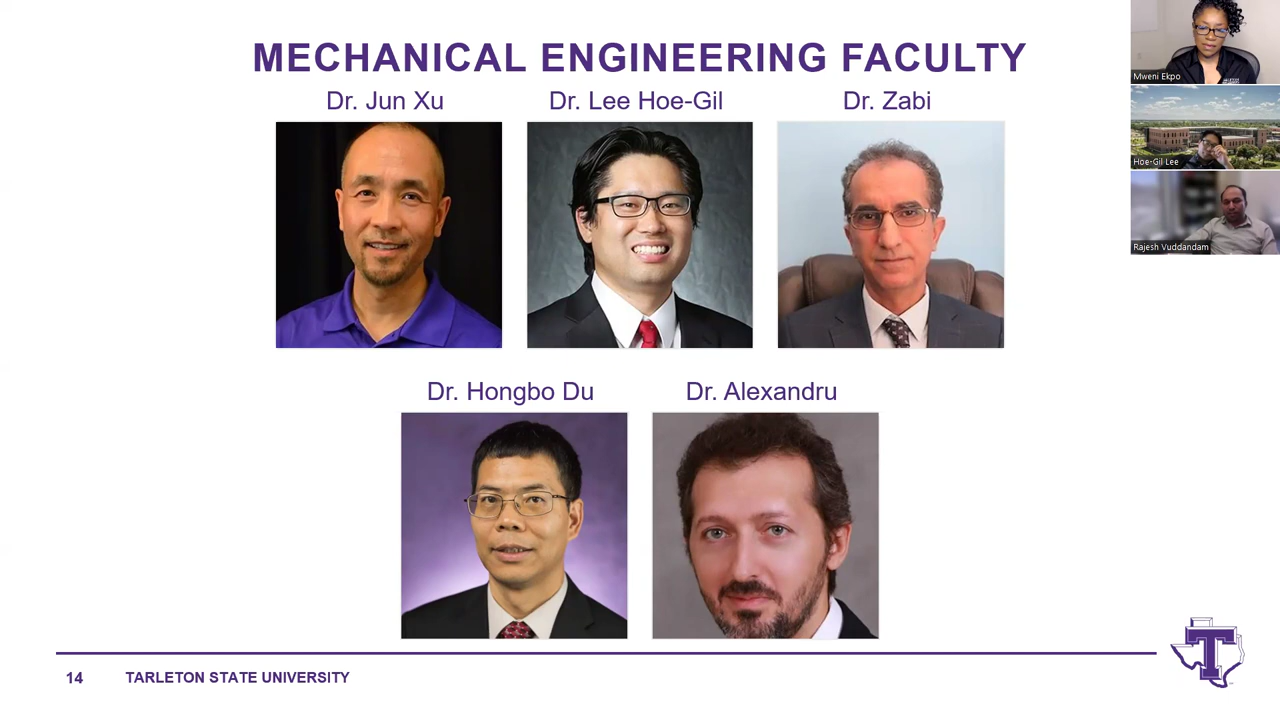 MECHANICAL ENGINEERING FACULTY
Dr. Jun Xu
Dr. Lee Hoe-Gil
Dr. Zabi
Dr. Hongbo Du
Dr. Alexandru
14
TARLETON STATE UNIVERSITY
T
Mweni Ekpo
Hoe-Gil Lee
Rajesh Vuddandam